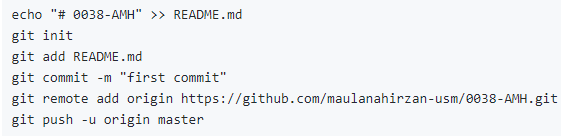 echo "# 0038-AMH" >> README.md
git init
git add README.md
git commit -m "first commit"
git remote add origin https://github.com/maulanahirzan-usm/0038-AMH.git
git push -u origin master